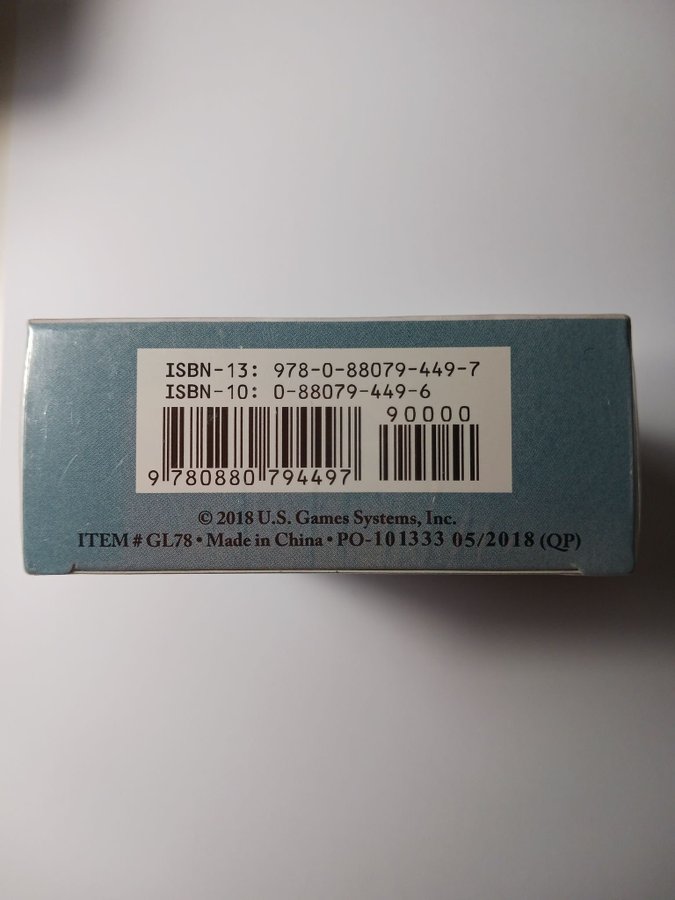 ISBN-13: 978-0-88079-449-7
ISBN-10: 0-88079-449-6
90000
9 780880 794497
© 2018 U.S. Games Systems, Inc.
ITEM # GL78 • Made in China • PO-101333 05/2018 (QP)